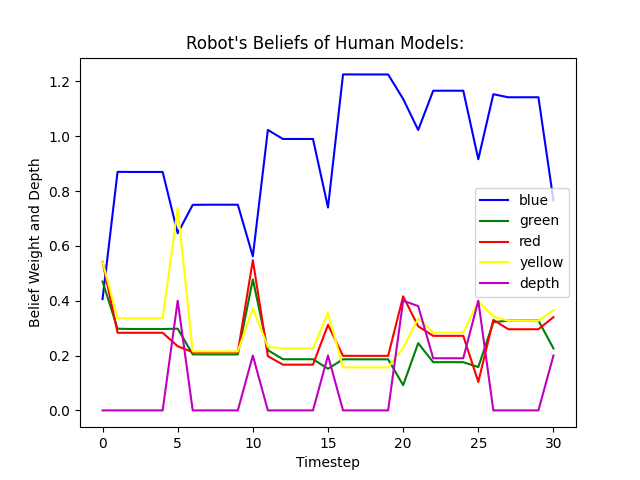 Robot's Beliefs of Human Models:
Belief Weight and Depth
1.2
1.0
0.8
0.6
0.4
0.2
0.0
blue
green
red
yellow
depth
0 5 10 15 20 25 30
Timestep